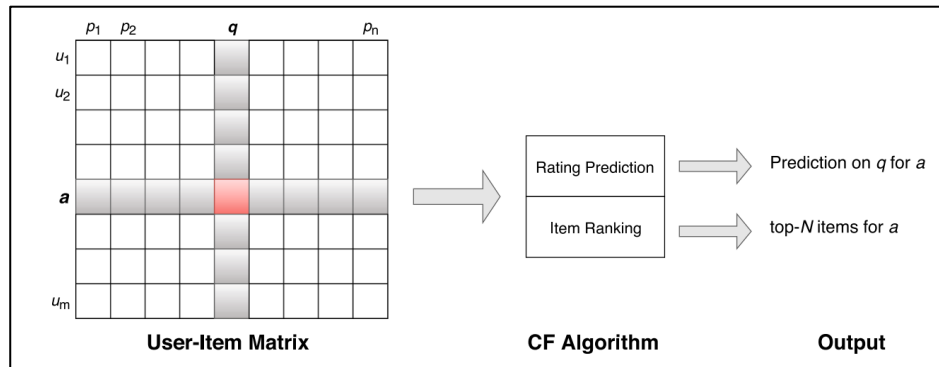 p1 p2 q pn
u1
u2
a
um
Rating Prediction
Item Ranking
Prediction on q for a
top-N items for a
User-Item Matrix
CF Algorithm
Output